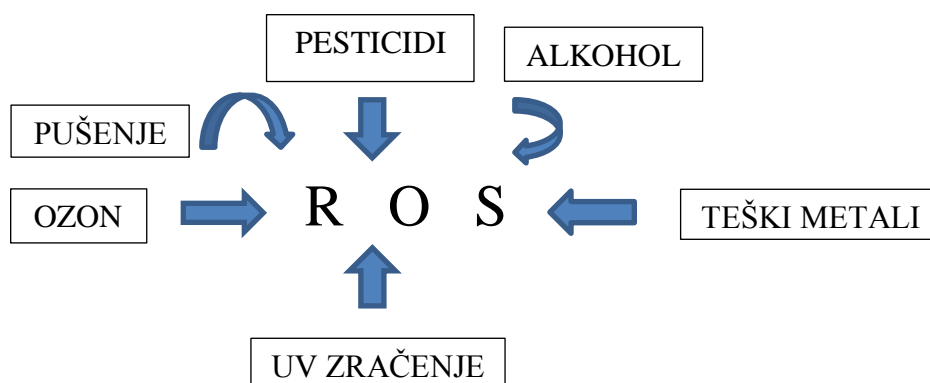 PESTICIDI
ALKOHOL
PUŠENJE
OZON
R O S
TEŠKI METALI
UV ZRAČENJE